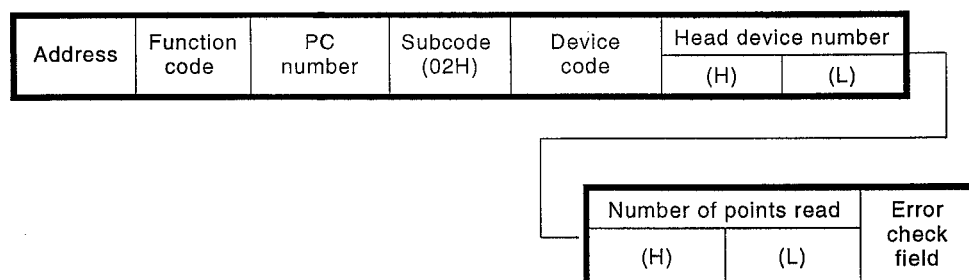 Address
Function
code
PC
number
Subcode
(02H)
Device
code
Head device number
(H)
(L)
Number of points read
(H)
(L)
Error
check
field